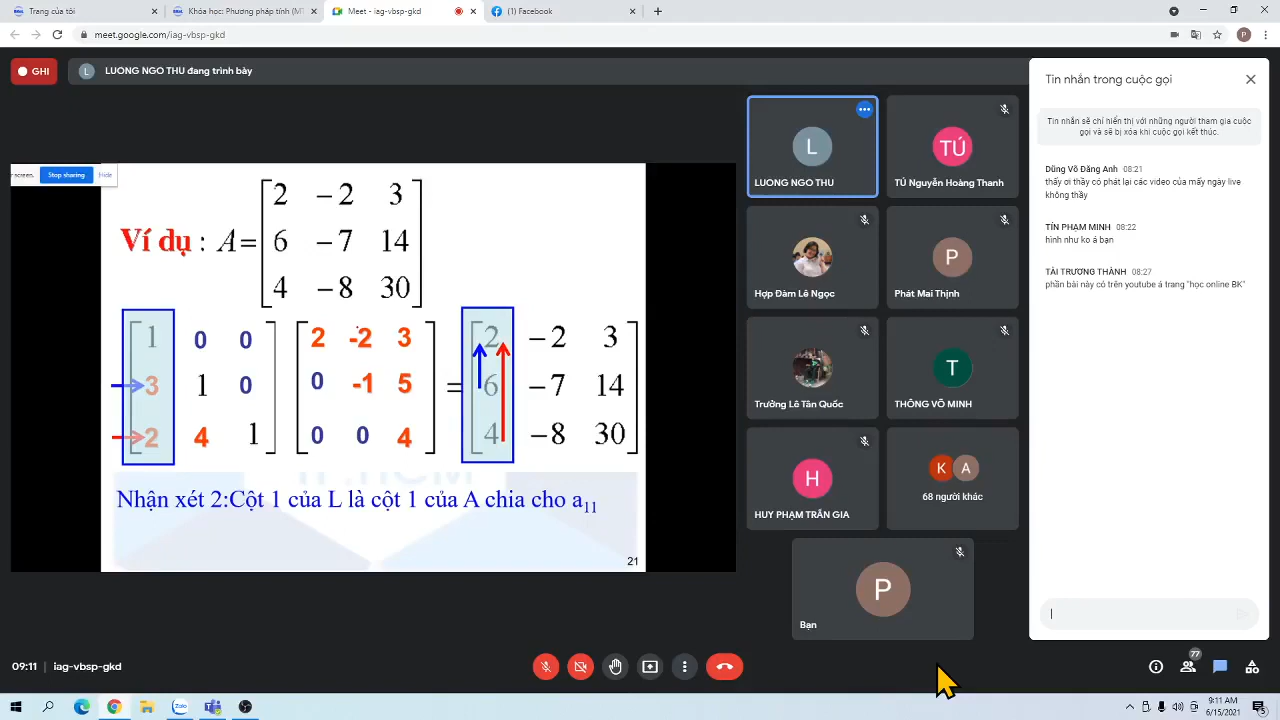 Trang của tôi
Khóa học: Phương pháp tính (MT
Meet - iag-vbsp-gkd
(1) Facebook
meet.google.com/iag-vbsp-gkd
P
GHI
L
LUONG NGO THU đang trình bày
r screen.
Stop sharing
Hide
Ví dụ : A =
2 − 2 3
6 − 7 14
4 − 8 30
1 0 0 2 -2 3 2 − 2 3
3 1 0 0 -1 5 = 6 − 7 14
2 4 1 0 0 4 4 − 8 30
Nhận xét 2:Cột 1 của L là cột 1 của A chia cho a11
21
L
LUONG NGO THU
TÚ
TÚ Nguyễn Hoàng Thanh
Hợp Đàm Lê Ngọc
P
Phát Mai Thịnh
Trưởng Lê Tân Quốc
T
THÔNG VÕ MINH
H
HUY PHẠM TRẦN GIA
K A
68 người khác
P
Bạn
Tin nhắn trong cuộc gọi
Tin nhắn sẽ chỉ hiển thị với những người tham gia cuộc
gọi và sẽ bị xóa khi cuộc gọi kết thúc.
Dũng Võ Đăng Anh 08:21
thấy ơi thầy có phát lại các video của mấy ngày live
không thầy
TÍN PHẠM MINH 08:22
hình như ko á bạn
TÀI TRƯƠNG THÀNH 08:27
phần bài này có trên youtube á trang "học online BK"
09:11 iag-vbsp-gkd
77
Zalo
9:11 AM
6/15/2021
5